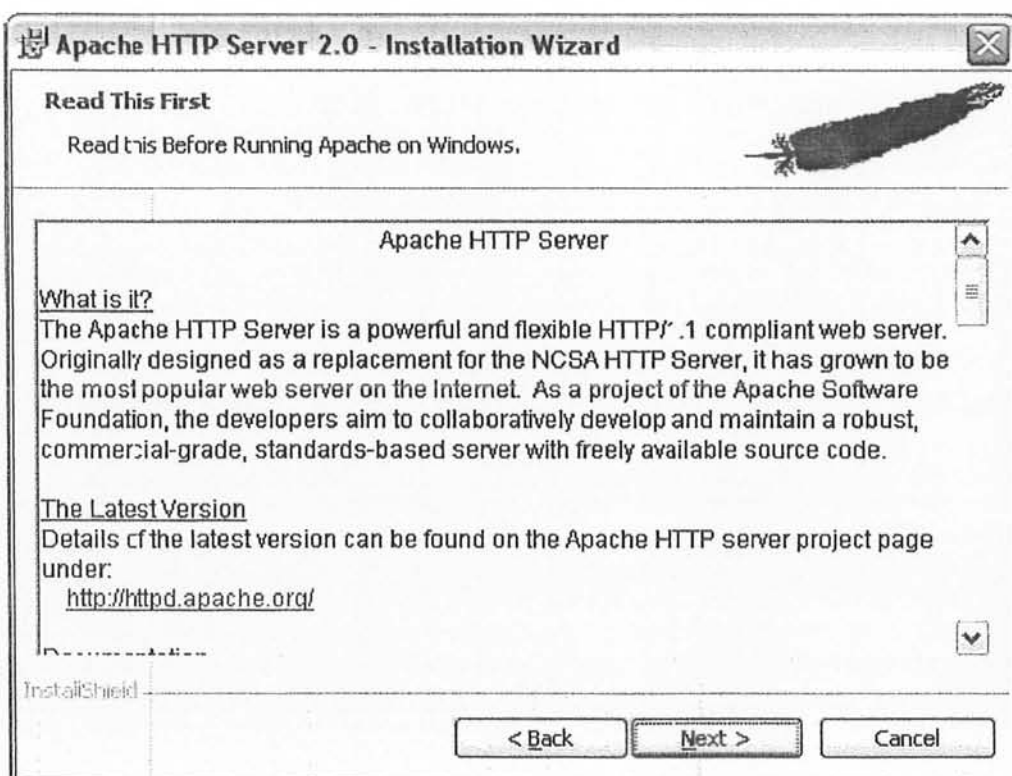 Apache HTTP Server 2.0 - Installation Wizard
Read This First
Read this Before Running Apache on Windows.
Apache HTTP Server
What is it?
The Apache HTTP Server is a powerful and flexible HTTP/1.1 compliant web server.
Originally designed as a replacement for the NCSA HTTP Server, it has grown to be
the most popular web server on the Internet. As a project of the Apache Software
Foundation, the developers aim to collaboratively develop and maintain a robust,
commercial-grade, standards-based server with freely available source code.
The Latest Version
Details of the latest version can be found on the Apache HTTP server project page
under:
http://httpd.apache.org/
Documentation
InstallShield
< Back
Next >
Cancel